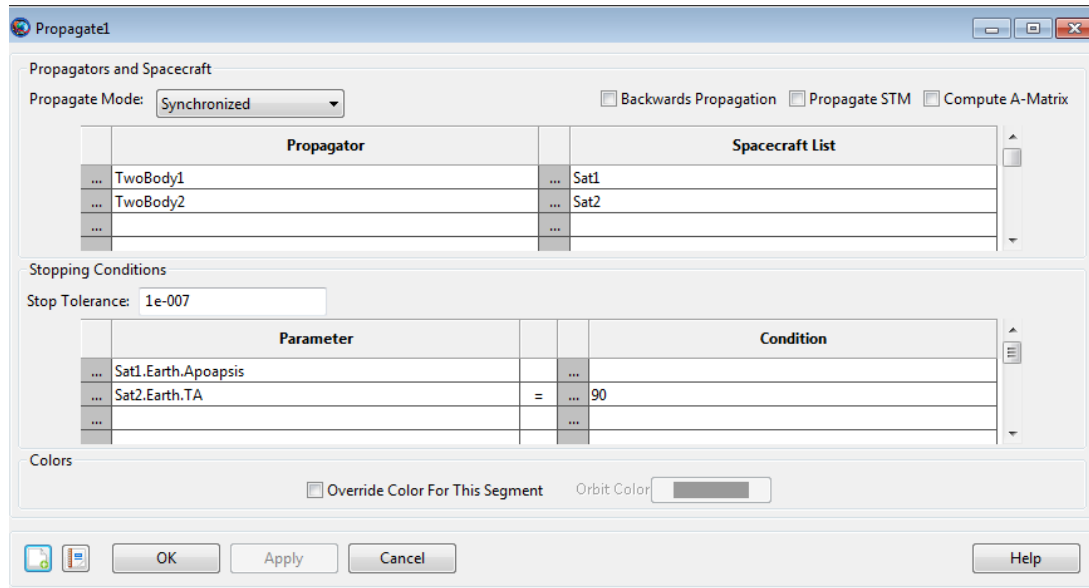 Propagate1
Propagators and Spacecraft
Propagate Mode: Synchronized Backwards Propagation Propagate STM Compute A-Matrix
Propagator Spacecraft List
... TwoBody1 ... Sat1
... TwoBody2 ... Sat2
... ...
Stopping Conditions
Stop Tolerance: 1e-007
Parameter Condition
... Sat1.Earth.Apoapsis ...
... Sat2.Earth.TA = ... 90
... ...
Colors
Override Color For This Segment Orbit Color
OK Apply Cancel Help